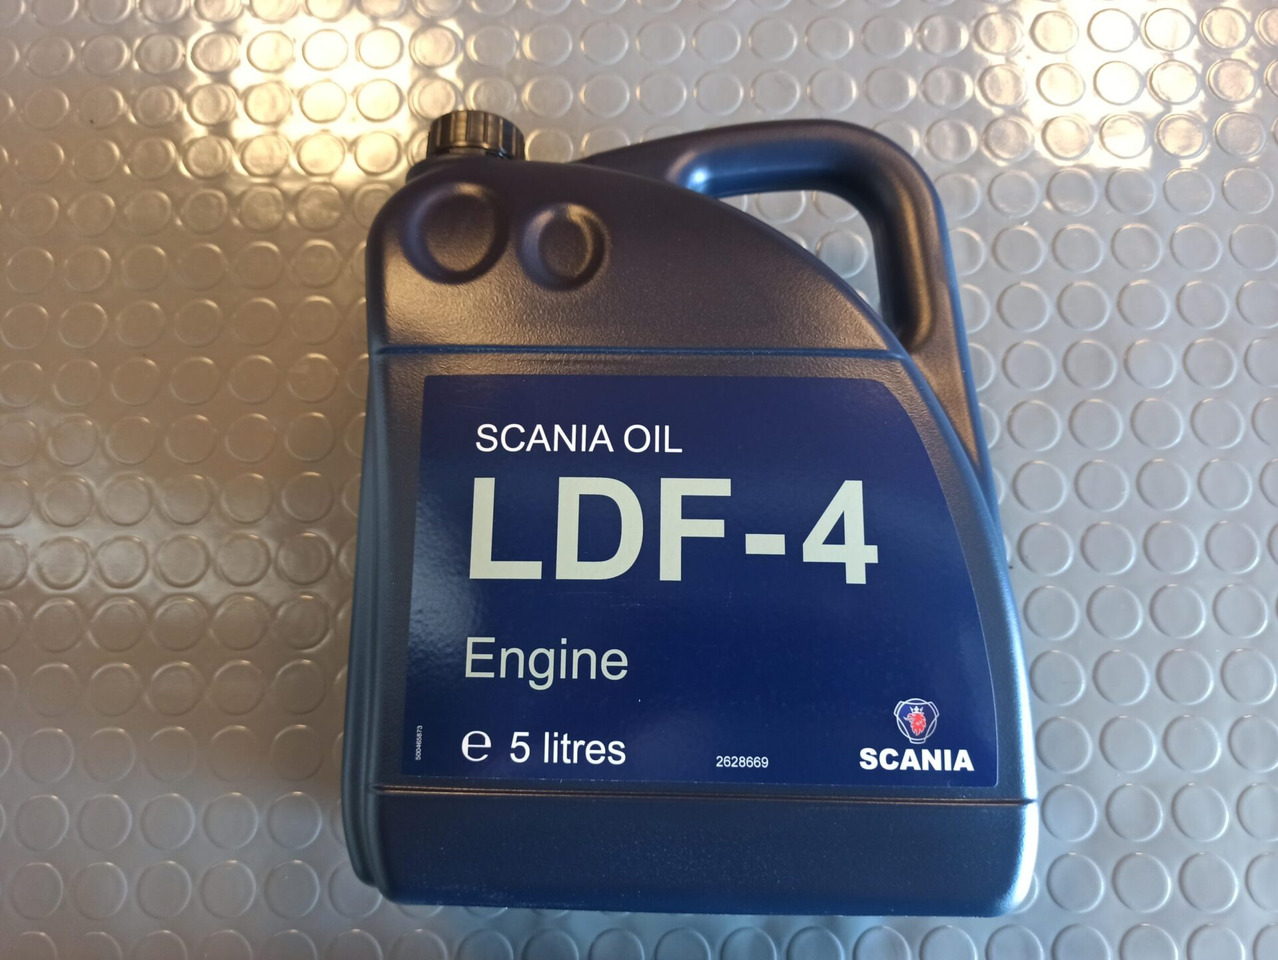 SCANIA OIL
LDF-4
Engine
e 5 litres
2628669
SCANIA